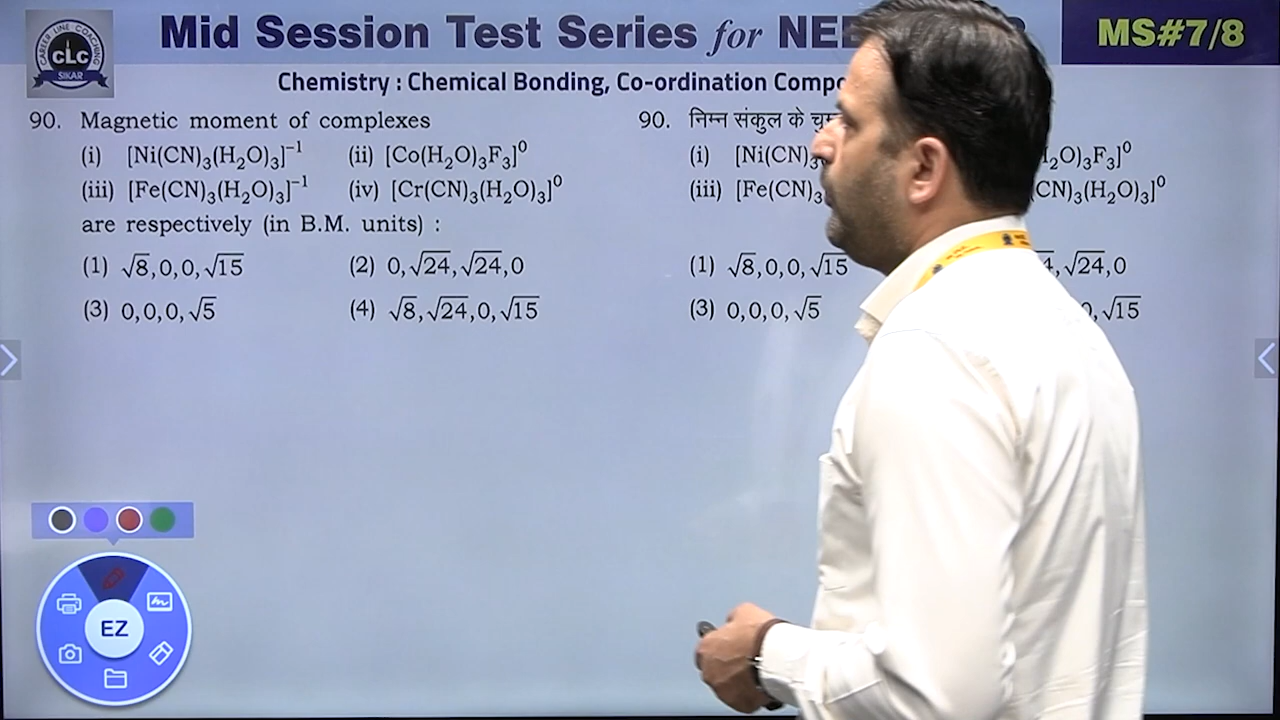 CAREER LINE COACHING
CLC
SIKAR
Mid Session Test Series for
MS#7/8
Chemistry : Chemical Bonding, Co-ordination
90. Magnetic moment of complexes
(i) [Ni(CN)₃(H₂O)₃]⁻¹ (ii) [Co(H₂O)₃F₃]⁰
(iii) [Fe(CN)₃(H₂O)₃]⁻¹ (iv) [Cr(CN)₃(H₂O)₃]⁰
are respectively (in B.M. units) :
(1) √8, 0, 0, √15 (2) 0, √24, √24, 0
(3) 0, 0, 0, √5 (4) √8, √24, 0, √15
90. निम्न संकुल के
(i) [Ni(CN)₃ ₂O)₃F₃]⁰
(iii) [Fe(CN)₃ (CN)₃(H₂O)₃]⁰
(1) √8, 0, 0, √15 4, √24, 0
(3) 0, 0, 0, √5 0, √15
EZ